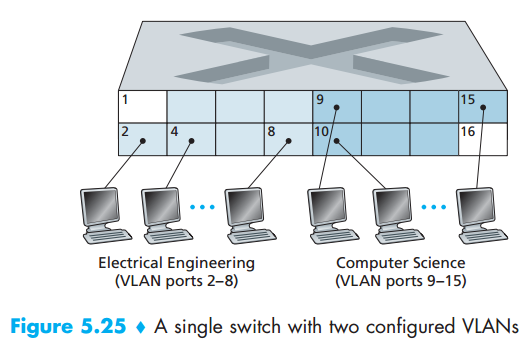 1 9 15
2 4 8 10 16
Electrical Engineering
(VLAN ports 2–8)
Computer Science
(VLAN ports 9–15)
Figure 5.25 ♦ A single switch with two configured VLANs